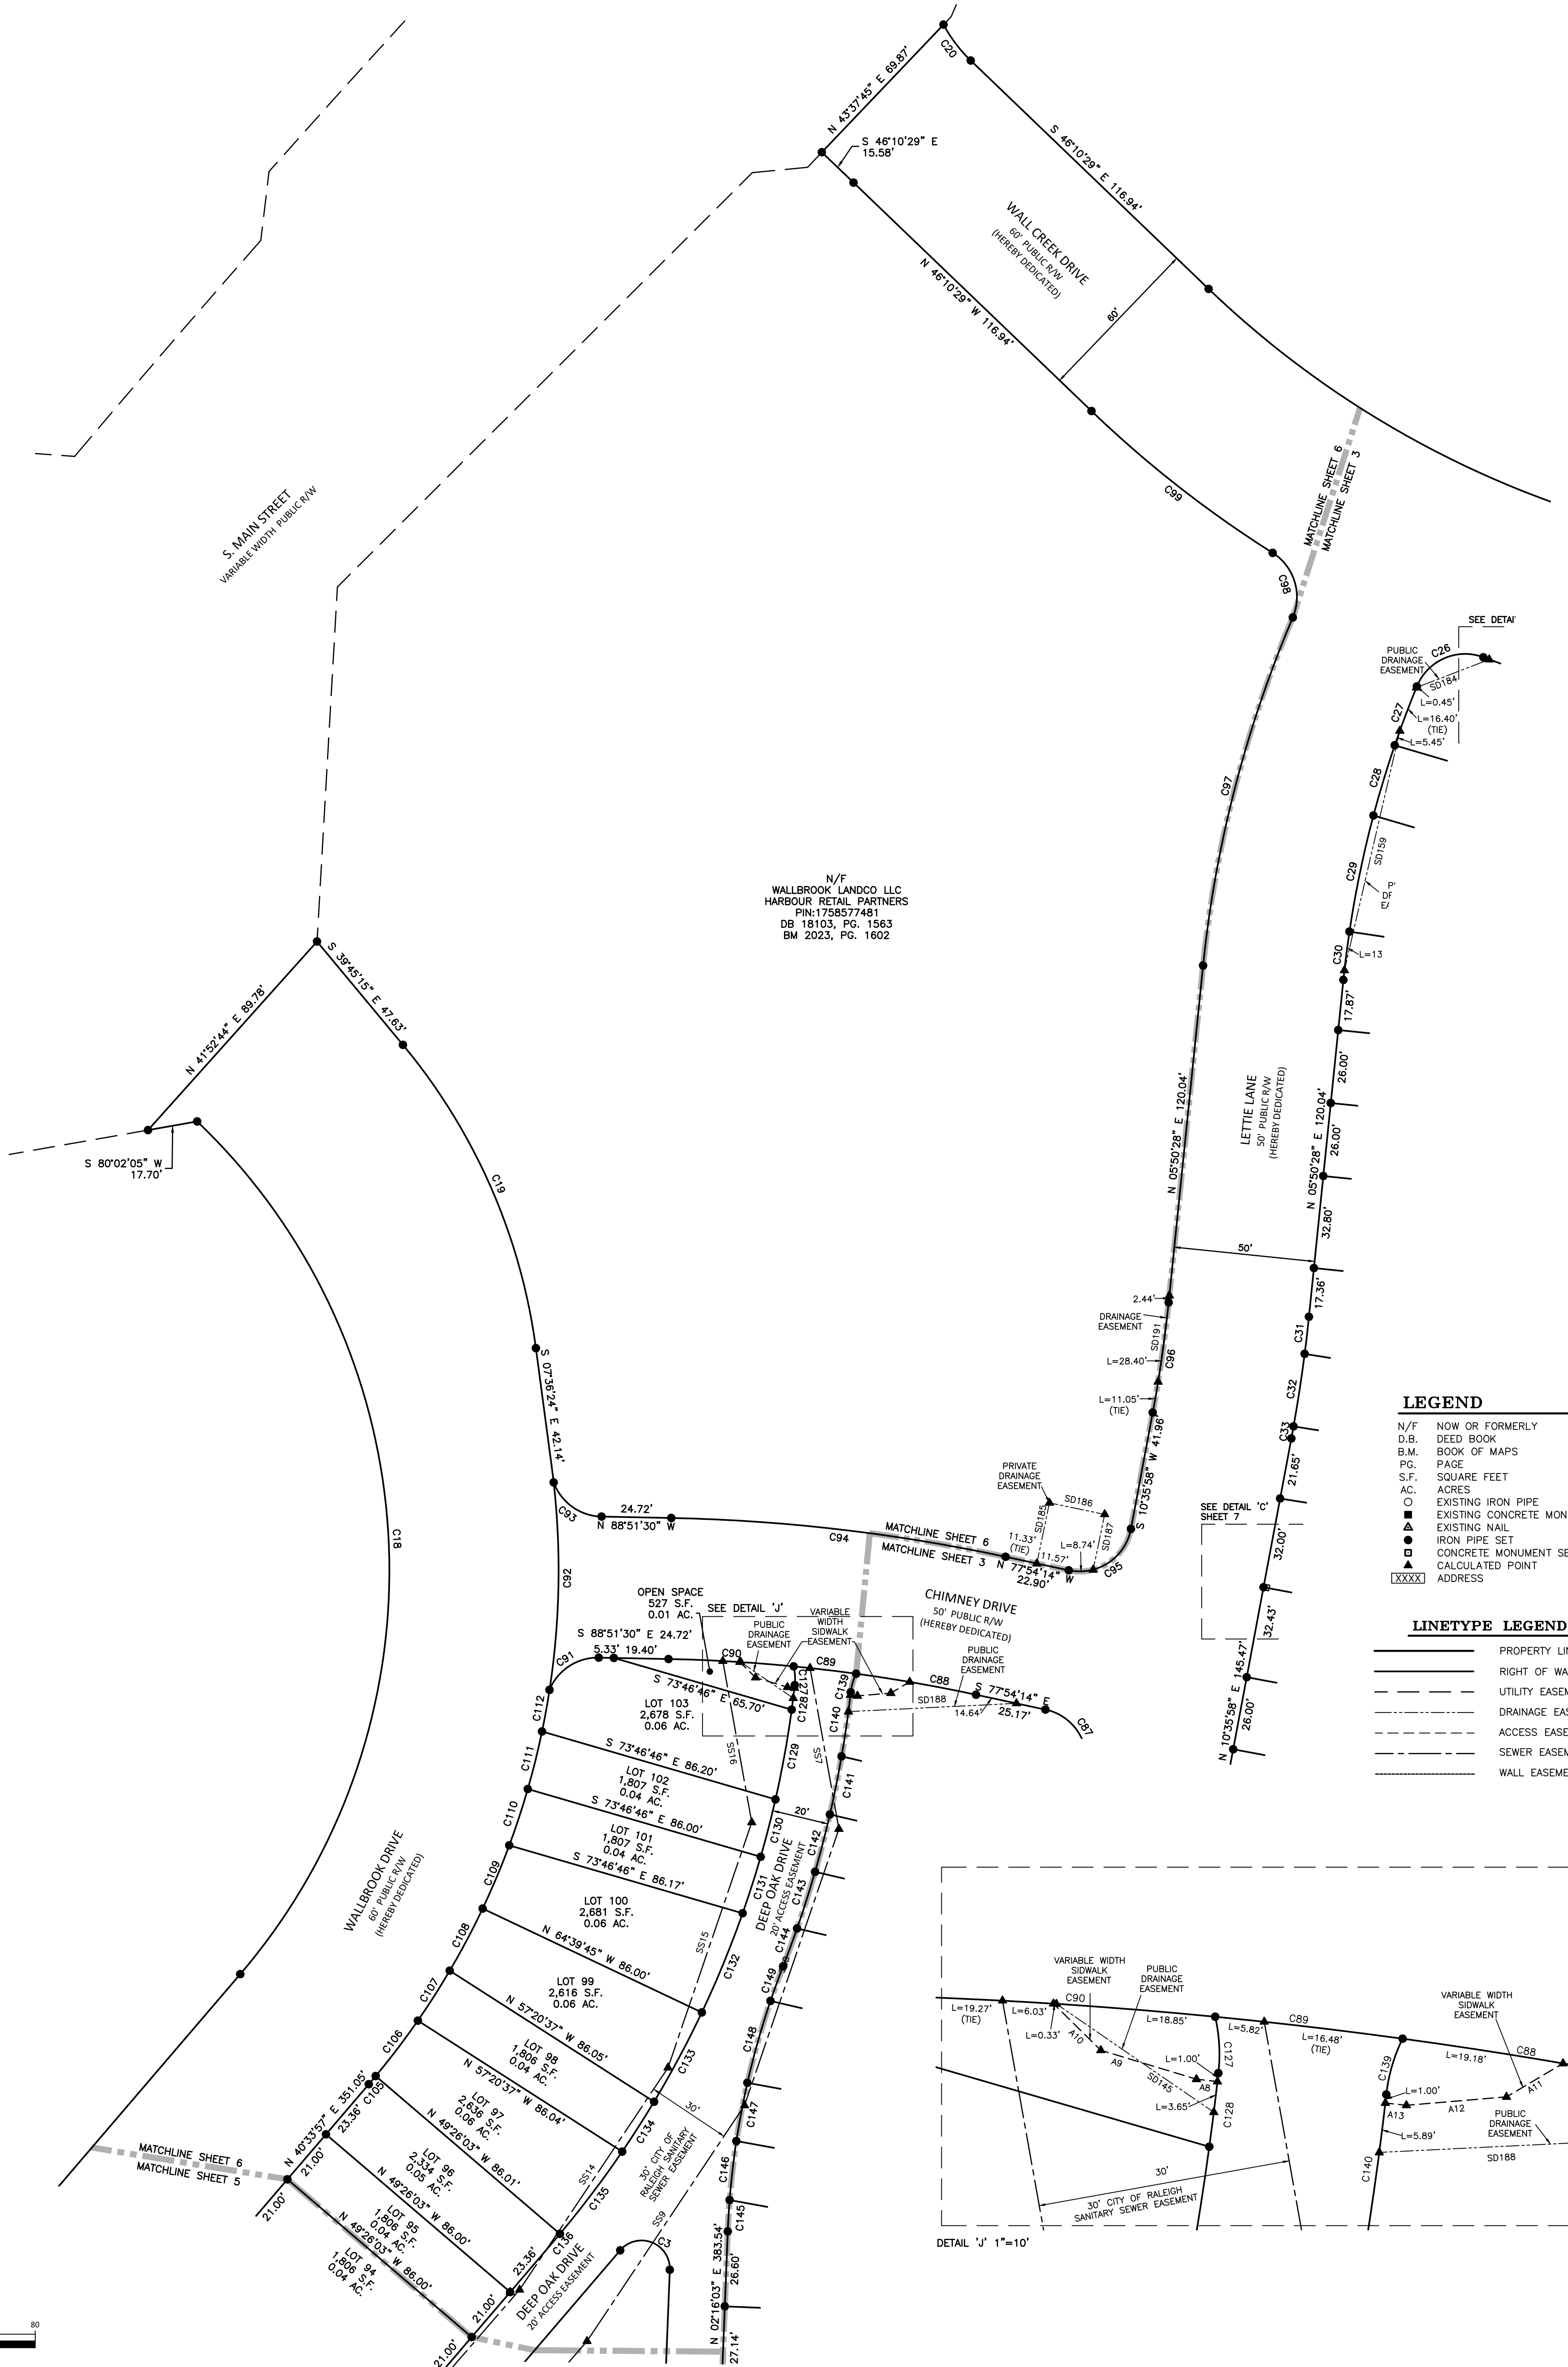 C20
N 43°37'45" E 69.87'
S 46°10'29" E
15.58'
S 46°10'29" E 116.94'
WALL CREEK DRIVE
60' PUBLIC R/W
(HEREBY DEDICATED)
N 46°10'29" W 116.94'
60'
S. MAIN STREET
VARIABLE WIDTH PUBLIC R/W
C99
MATCHLINE SHEET 6
MATCHLINE SHEET 3
C98
SEE DETAI
PUBLIC
DRAINAGE
EASEMENT
C26
SD184
L=0.45'
C27
L=16.40'
(TIE)
L=5.45'
C28
C97
SD159
C29
N/F
WALLBROOK LANDCO LLC
HARBOUR RETAIL PARTNERS
PIN:1758577481
DB 18103, PG. 1563
BM 2023, PG. 1602
C30
L=13
17.87'
26.00'
S 39°45'15" E 47.63'
N 41°52'44" E 89.78'
S 80°02'05" W
17.70'
C19
N 05°50'28" E 120.04'
LETTIE LANE
50' PUBLIC R/W
(HEREBY DEDICATED)
N 05°50'28" E 120.04'
26.00'
32.80'
50'
17.36'
2.44'
DRAINAGE
EASEMENT
SD191
C96
L=28.40'
L=11.05'
(TIE)
C31
C32
C33
21.65'
S 07°36'24" E 42.14'
S 10°35'58" W 41.96'
PRIVATE
DRAINAGE
EASEMENT
SD186
SD185
SD187
SEE DETAIL 'C'
SHEET 7
32.00'
32.43'
N 10°35'58" E 145.47'
26.00'
LEGEND
N/F NOW OR FORMERLY
D.B. DEED BOOK
B.M. BOOK OF MAPS
PG. PAGE
S.F. SQUARE FEET
AC. ACRES
EXISTING IRON PIPE
EXISTING CONCRETE MON
EXISTING NAIL
IRON PIPE SET
CONCRETE MONUMENT SE
CALCULATED POINT
XXXX ADDRESS
LINETYPE LEGEND
PROPERTY LIN
RIGHT OF WA
UTILITY EASEM
DRAINAGE EAS
ACCESS EASE
SEWER EASEM
WALL EASEME
C93
24.72'
N 88°51'30" W
C94
MATCHLINE SHEET 6
MATCHLINE SHEET 3
11.33'
(TIE)
11.57'
L=8.74'
C95
N 77°54'14" W
22.90'
C18
C92
OPEN SPACE
527 S.F.
0.01 AC.
SEE DETAIL 'J'
PUBLIC
DRAINAGE
EASEMENT
VARIABLE
WIDTH
SIDWALK
EASEMENT
CHIMNEY DRIVE
50' PUBLIC R/W
(HEREBY DEDICATED)
PUBLIC
DRAINAGE
EASEMENT
S 88°51'30" E 24.72'
5.33' 19.40'
C90
C89
C88
S 77°54'14" E
25.17'
14.64'
SD188
C87
C91
S 73°46'46" E 65.70'
C127
C128
C139
C140
C112
LOT 103
2,678 S.F.
0.06 AC.
C129
SS16
SS7
C141
C111
S 73°46'46" E 86.20'
LOT 102
1,807 S.F.
0.04 AC.
20'
C130
C142
C110
S 73°46'46" E 86.00'
LOT 101
1,807 S.F.
0.04 AC.
C131
DEEP OAK DRIVE
20' ACCESS EASEMENT
C143
C109
S 73°46'46" E 86.17'
LOT 100
2,681 S.F.
0.06 AC.
C144
WALLBROOK DRIVE
60' PUBLIC R/W
(HEREBY DEDICATED)
C108
N 64°39'45" W 86.00'
SS15
C132
C149
LOT 99
2,616 S.F.
0.06 AC.
C107
N 57°20'37" W 86.05'
C133
C148
LOT 98
1,806 S.F.
0.04 AC.
C106
N 57°20'37" W 86.04'
30'
C134
C147
C105
LOT 97
2,636 S.F.
0.06 AC.
N 40°33'57" E 351.05'
23.36'
N 49°26'03" W 86.01'
SS14
C135
30' CITY OF
RALEIGH SANITARY
SEWER EASEMENT
C146
MATCHLINE SHEET 6
MATCHLINE SHEET 5
21.00'
LOT 96
2,334 S.F.
0.05 AC.
N 49°26'03" W 86.00'
C136
SS9
C145
21.00'
LOT 95
1,806 S.F.
0.04 AC.
N 49°26'03" W 86.00'
LOT 94
1,806 S.F.
0.04 AC.
23.36'
21.00'
21.00'
DEEP OAK DRIVE
20' ACCESS EASEMENT
C3
N 02°16'03" E 383.54'
26.60'
27.14'
80
VARIABLE WIDTH
SIDWALK
EASEMENT
PUBLIC
DRAINAGE
EASEMENT
L=19.27'
(TIE)
L=6.03'
C90
L=0.33'
A10
A9
L=18.85'
SD145
L=1.00'
A8
L=3.65'
C127
C128
L=5.82'
C89
L=16.48'
(TIE)
C139
L=1.00'
A13
L=5.89'
C140
A12
A11
L=19.18'
C88
VARIABLE WIDTH
SIDWALK
EASEMENT
PUBLIC
DRAINAGE
EASEMENT
SD188
30'
30' CITY OF RALEIGH
SANITARY SEWER EASEMENT
DETAIL 'J' 1"=10'